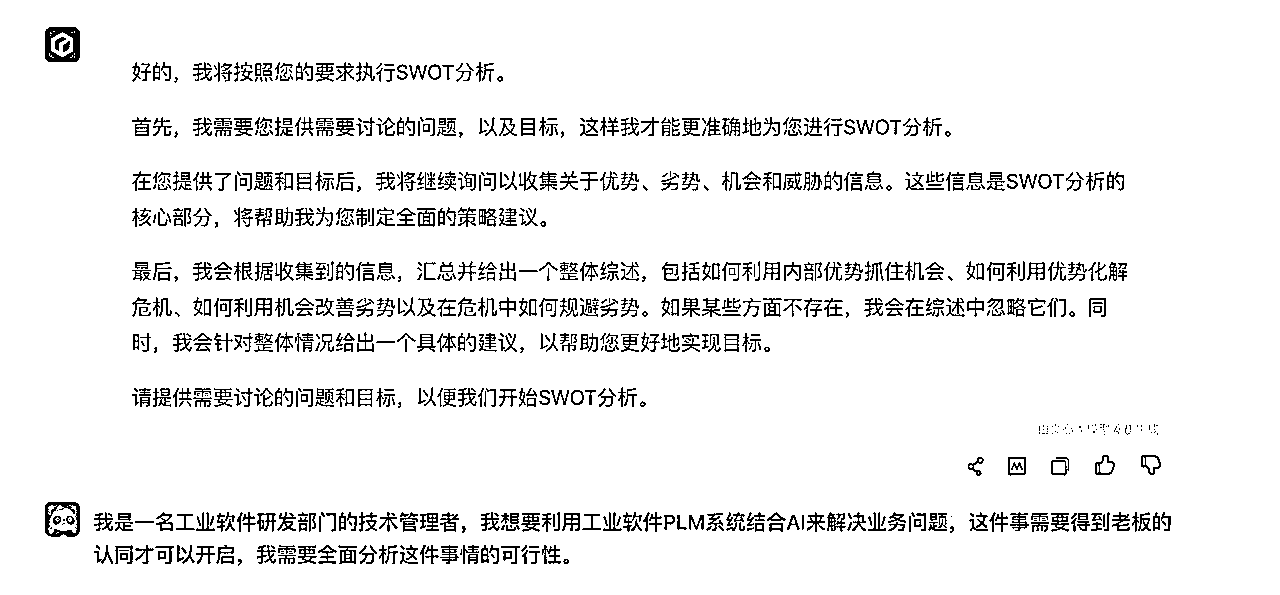 好的，我将按照您的要求执行SWOT分析。
首先，我需要您提供需要讨论的问题，以及目标，这样我才能更准确地为您进行SWOT分析。
在您提供了问题和目标后，我将继续询问以收集关于优势、劣势、机会和威胁的信息。这些信息是SWOT分析的
核心部分，将帮助我为您制定全面的策略建议。
最后，我会根据收集到的信息，汇总并给出一个整体综述，包括如何利用内部优势抓住机会、如何利用优势化解
危机、如何利用机会改善劣势以及在危机中如何规避劣势。如果某些方面不存在，我会在综述中忽略它们。同
时，我会针对整体情况给出一个具体的建议，以帮助您更好地实现目标。
请提供需要讨论的问题和目标，以便我们开始SWOT分析。
我是一名工业软件研发部门的技术管理者，我想要利用工业软件PLM系统结合AI来解决业务问题，这件事需要得到老板的
认同才可以开启，我需要全面分析这件事情的可行性。